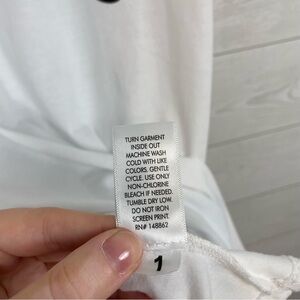 TURN GARMENT
INSIDE OUT
MACHINE WASH
COLD WITH LIKE
COLORS, GENTLE
CYCLE. USE ONLY
NON-CHLORINE
BLEACH IF NEEDED.
TUMBLE DRY LOW.
DO NOT IRON
SCREEN PRINT.
RN# 148862
1